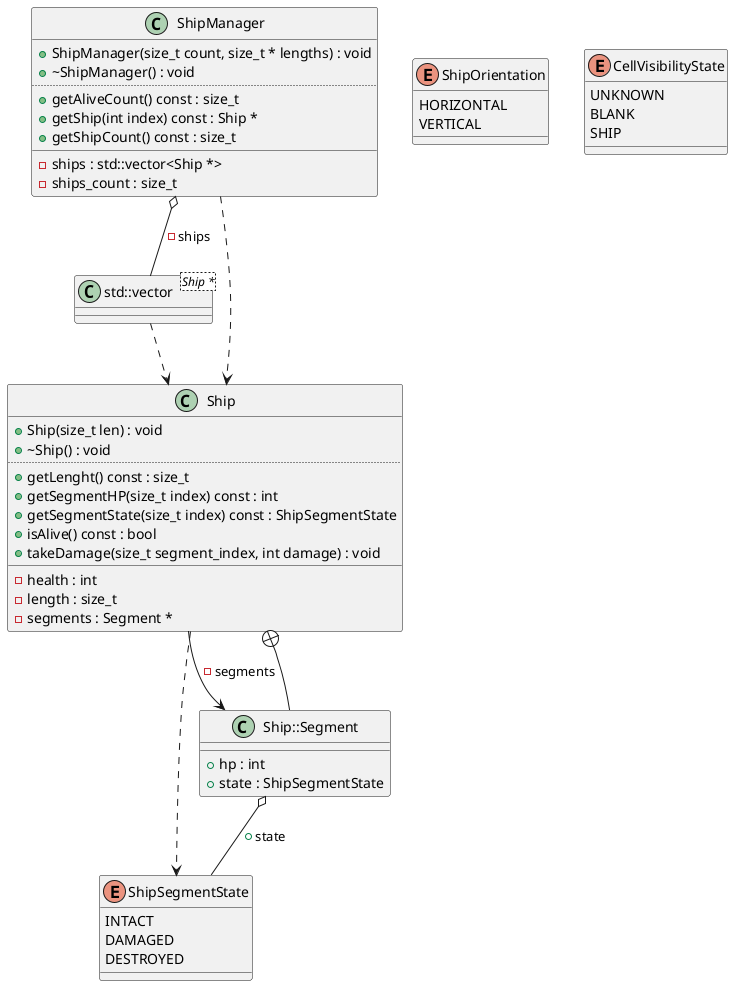 C ShipManager
ShipManager(size_t count, size_t * lengths) : void
~ShipManager() : void
getAliveCount() const : size_t
getShip(int index) const : Ship *
getShipCount() const : size_t
ships : std::vector<Ship *>
ships_count : size_t
E ShipOrientation
HORIZONTAL
VERTICAL
E CellVisibilityState
UNKNOWN
BLANK
SHIP
ships
C std::vector
Ship *
C Ship
Ship(size_t len) : void
~Ship() : void
getLenght() const : size_t
getSegmentHP(size_t index) const : int
getSegmentState(size_t index) const : ShipSegmentState
isAlive() const : bool
takeDamage(size_t segment_index, int damage) : void
health : int
length : size_t
segments : Segment *
segments
C Ship::Segment
hp : int
state : ShipSegmentState
state
E ShipSegmentState
INTACT
DAMAGED
DESTROYED